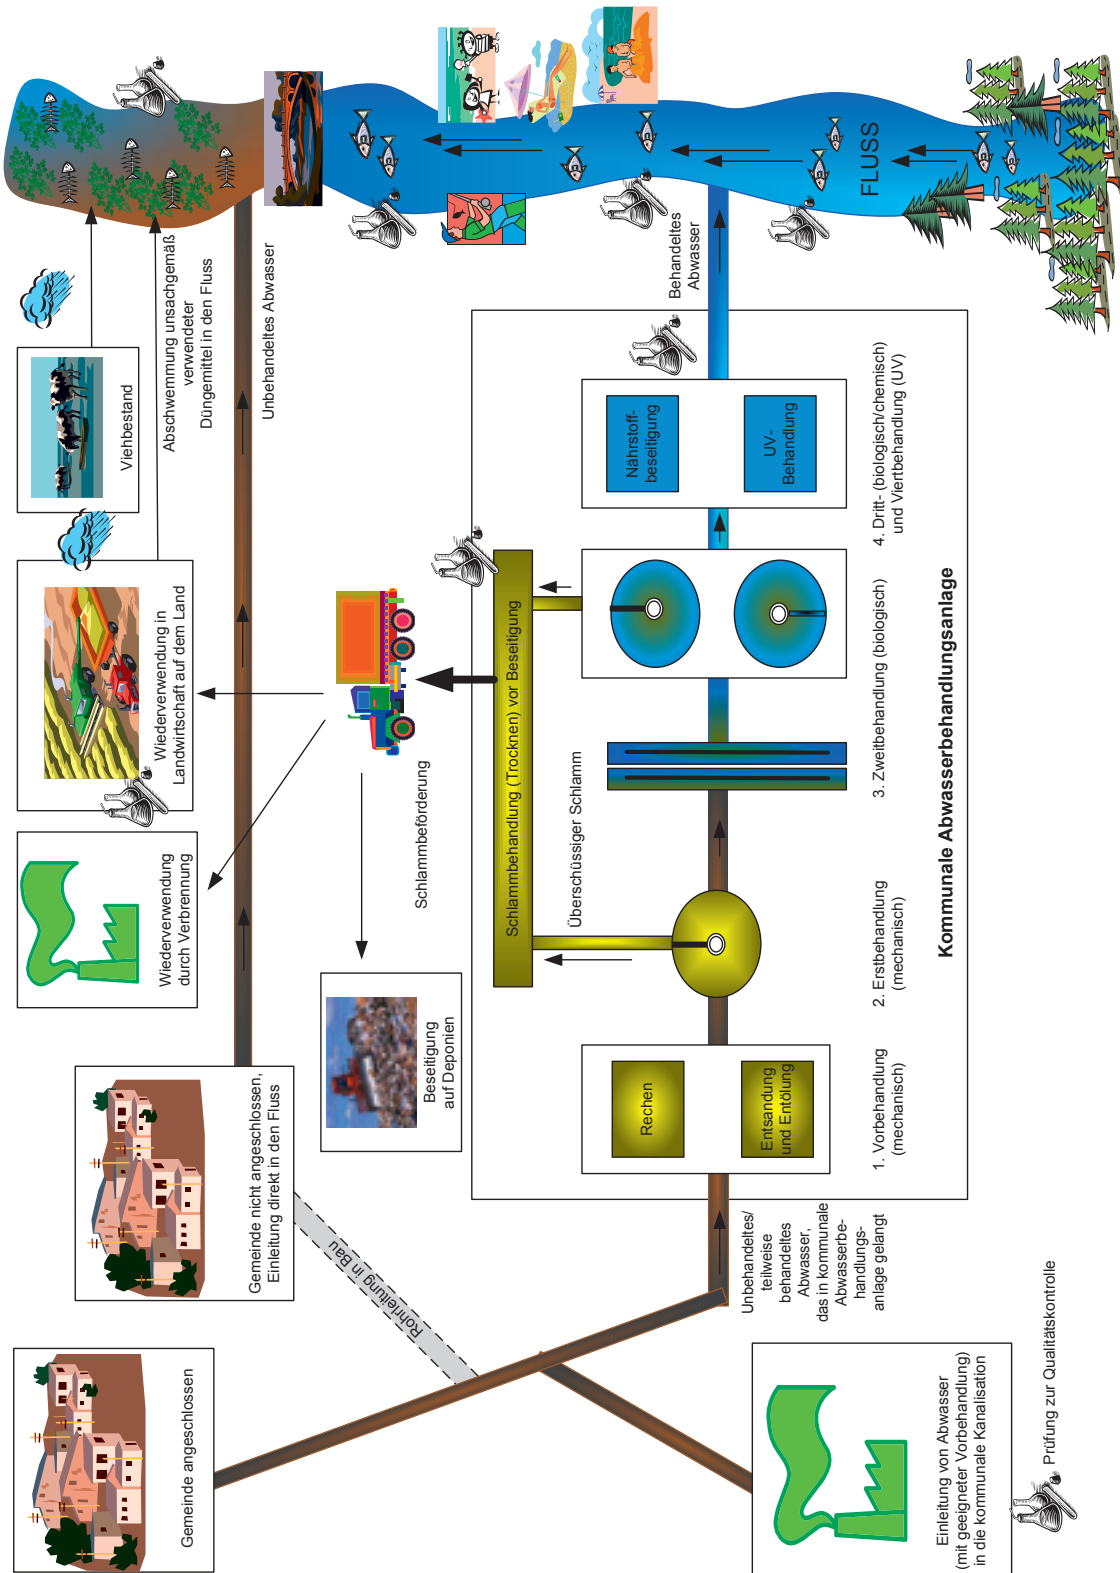 Gemeinde angeschlossen
Gemeinde nicht angeschlossen,
Einleitung direkt in den Fluss
Rohrleitung in Bau
Einleitung von Abwasser
(mit geeigneter Vorbehandlung)
in die kommunale Kanalisation
Prüfung zur Qualitätskontrolle
Unbehandeltes/
teilweise
behandeltes
Abwasser,
das in kommunale
Abwasserbe-
handlungs-
anlage gelangt
Wiederverwendung
durch Verbrennung
Wiederverwendung in
Landwirtschaft auf dem Land
Viehbestand
Abschwemmung unsachgemäß
verwendeter
Düngemittel in den Fluss
Unbehandeltes Abwasser
Beseitigung
auf Deponien
Schlammbeförderung
Schlammbehandlung (Trocknen) vor Beseitigung
Überschüssiger Schlamm
Rechen
Entsandung
und Entölung
Nährstoff-
beseitigung
UV-
Behandlung
1. Vorbehandlung
(mechanisch)
2. Erstbehandlung
(mechanisch)
3. Zweitbehandlung (biologisch)
4. Dritt- (biologisch/chemisch)
und Viertbehandlung (UV)
Kommunale Abwasserbehandlungsanlage
Behandeltes
Abwasser
FLUSS